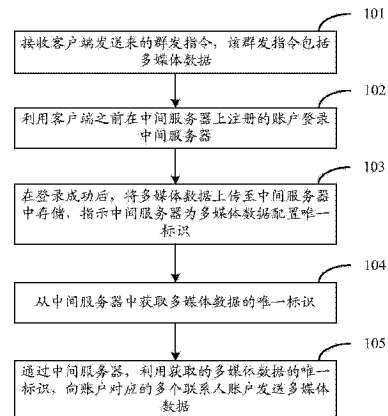 101
接收客户端发送来的群发指令，该群发指令包括
多媒体数据
102
利用客户端之前在中间服务器上注册的账户登录
中间服务器
103
在登录成功后，将多媒体数据上传至中间服务器
中存储，指示中间服务器为多媒体数据配置唯一
标识
104
从中间服务器中获取多媒体数据的唯一标识
105
通过中间服务器，利用获取的多媒体数据的唯一
标识，向账户对应的多个联系人账户发送多媒体
数据